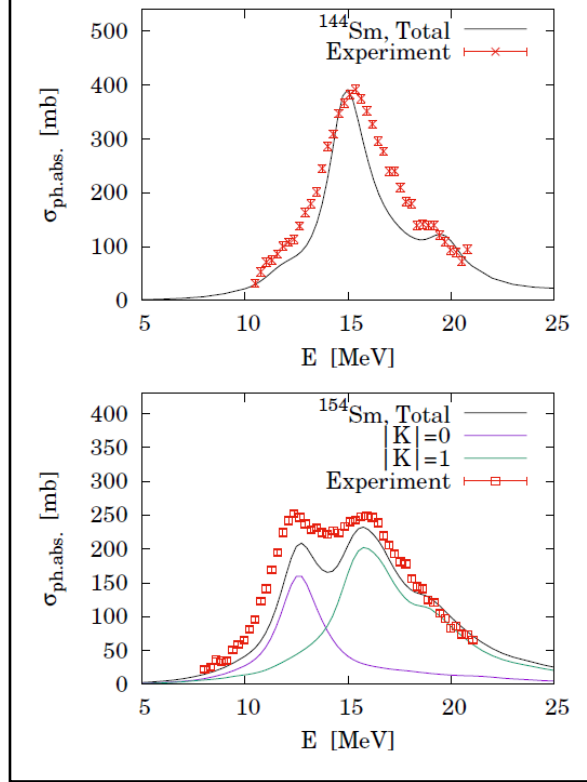 144Sm, Total
Experiment
500
400
300
200
100
0
σph.abs. [mb]
5 10 15 20 25
E [MeV]
154Sm, Total
|K|=0
|K|=1
Experiment
400
350
300
250
200
150
100
50
0
σph.abs. [mb]
5 10 15 20 25
E [MeV]